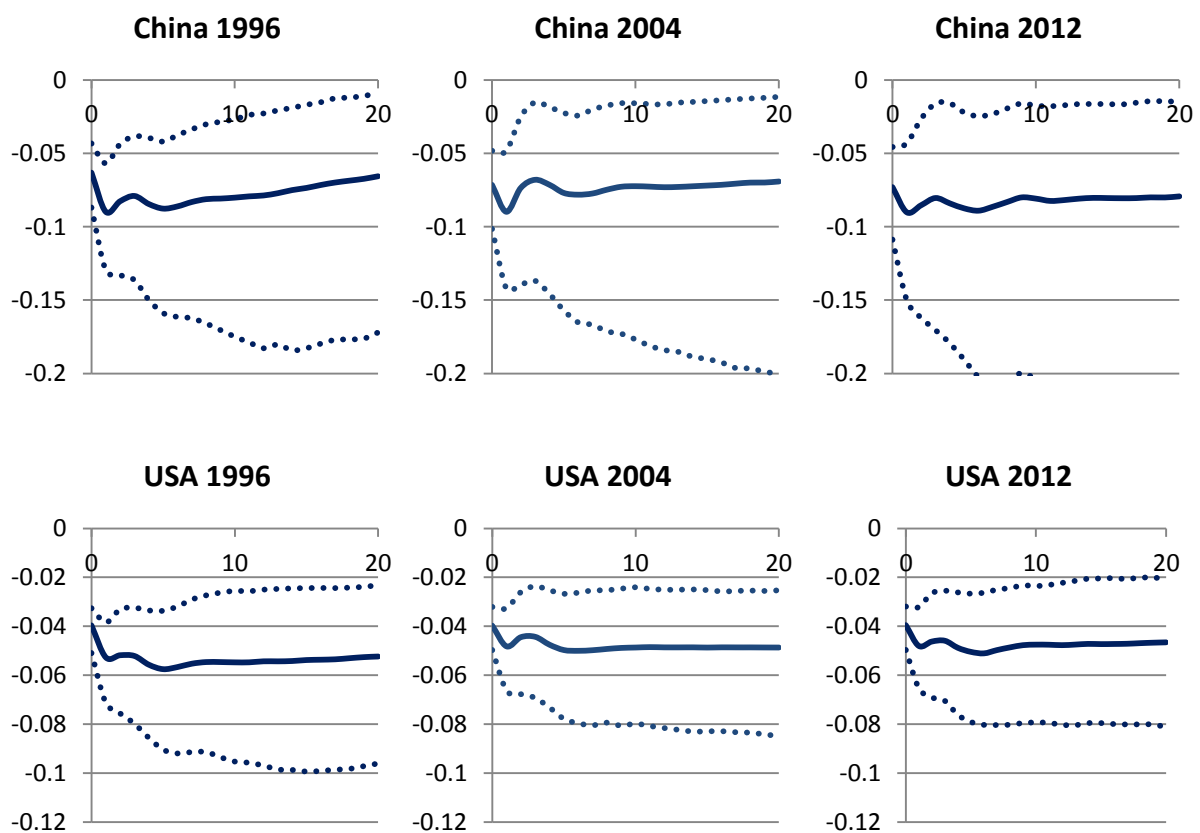 China 1996 China 2004 China 2012
0 0 0
0 10 20 0 10 20 0 10 20
-0.05 -0.05 -0.05
-0.1 -0.1 -0.1
-0.15 -0.15 -0.15
-0.2 -0.2 -0.2
USA 1996 USA 2004 USA 2012
0 0 0
0 10 20 0 10 20 0 10 20
-0.02 -0.02 -0.02
-0.04 -0.04 -0.04
-0.06 -0.06 -0.06
-0.08 -0.08 -0.08
-0.1 -0.1 -0.1
-0.12 -0.12 -0.12